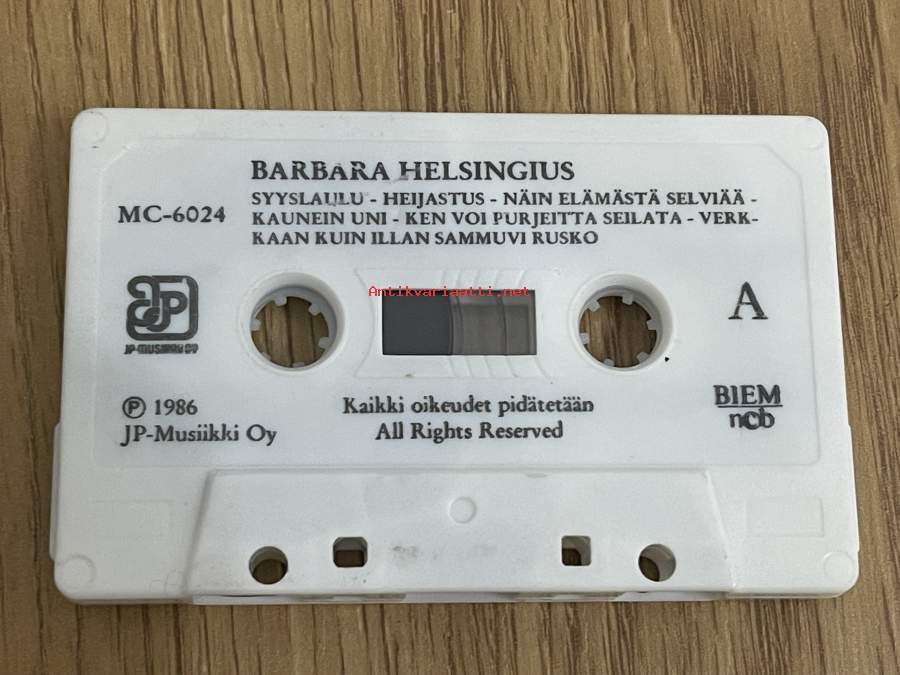 BARBARA HELSINGIUS
SYYSLAULU - HEIJASTUS - NÄIN ELÄMÄSTÄ SELVIÄÄ -
MC-6024
KAUNEIN UNI - KEN VOI PURJEITTA SEILATA - VERK-
KAAN KUIN ILLAN SAMMUVI RUSKO
Antikvariaatti.net
JP
A
JP-MUSIIKKI OY
℗ 1986
JP-Musiikki Oy
Kaikki oikeudet pidätetään
All Rights Reserved
BIEM
ncb